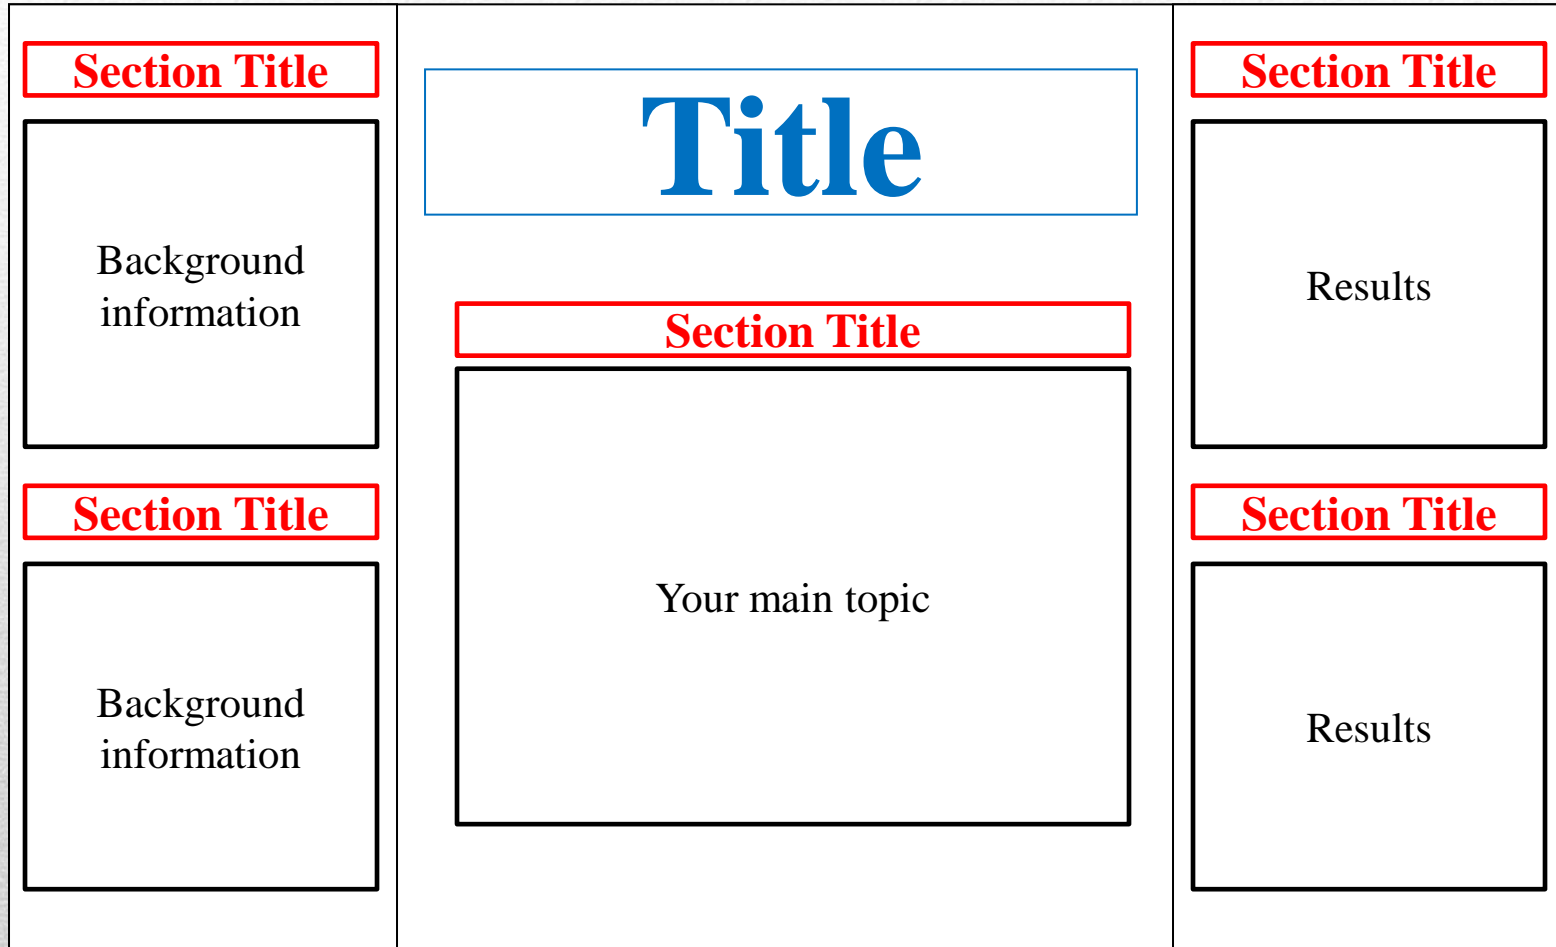 Section Title
Background
information
Section Title
Background
information
Title
Section Title
Your main topic
Section Title
Results
Section Title
Results